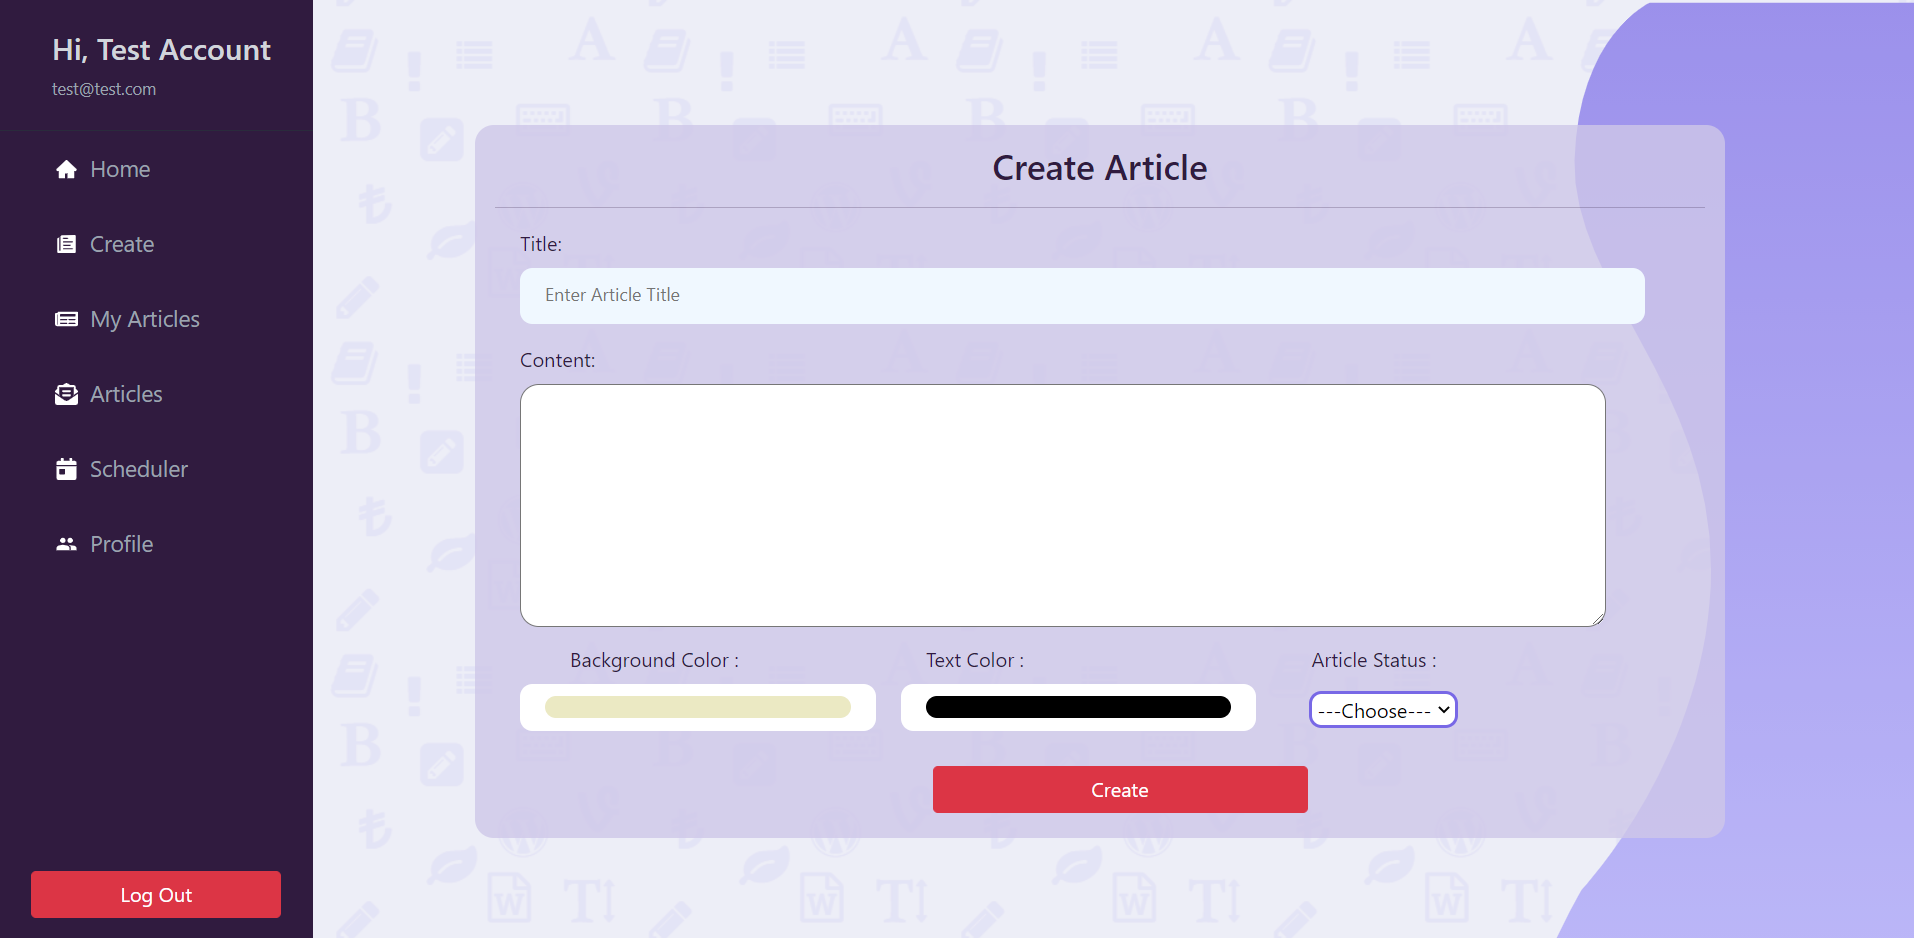 Hi, Test Account
test@test.com
Home
Create
My Articles
Articles
Scheduler
Profile
Log Out
Create Article
Title:
Enter Article Title
Content:
Background Color :
Text Color :
Article Status :
---Choose---
Create